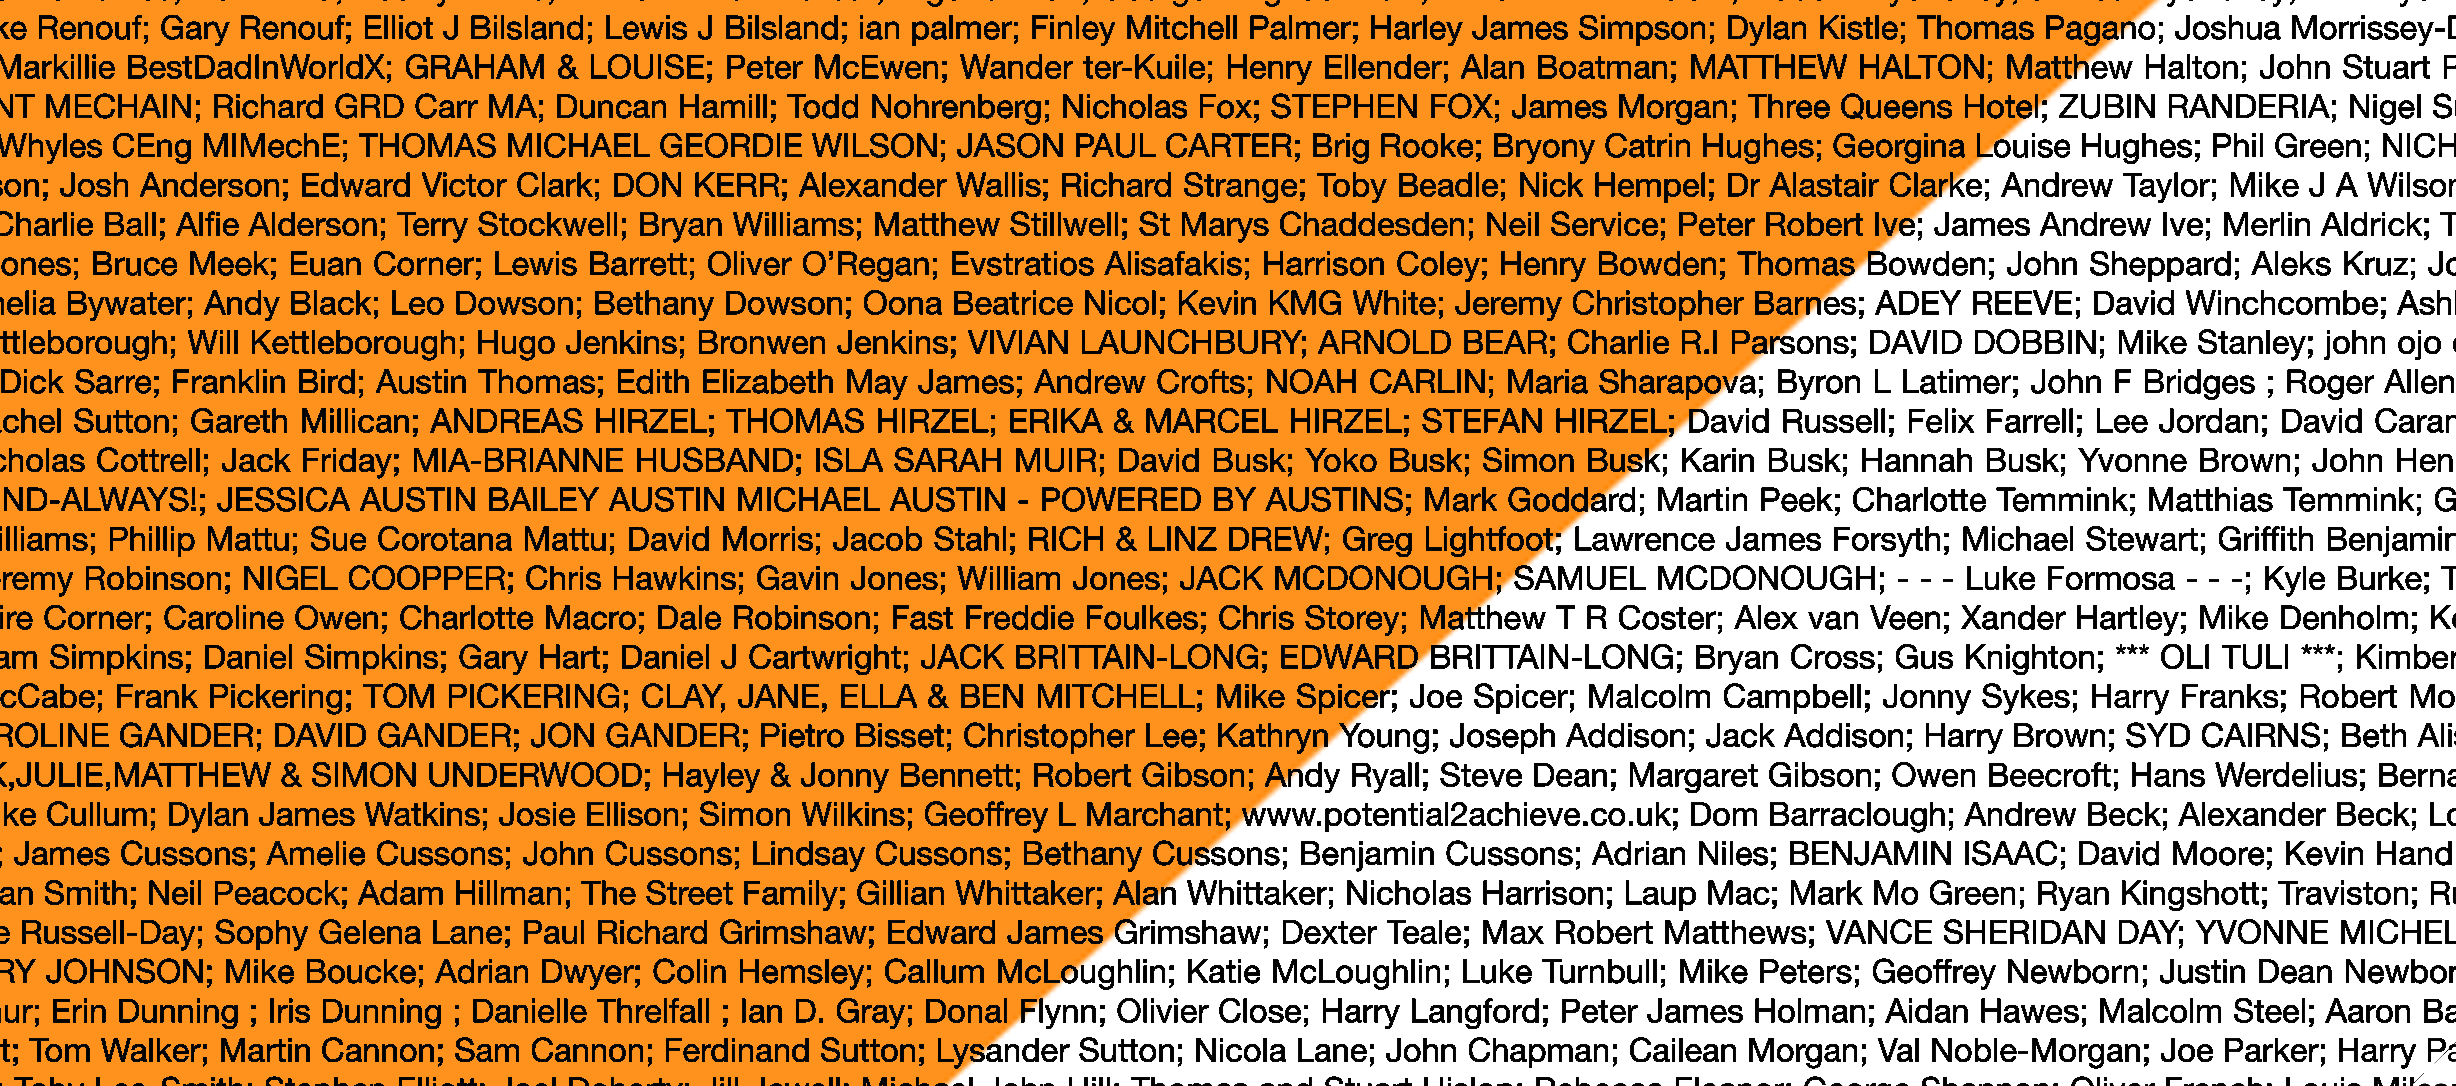 ke Renouf; Gary Renouf; Elliot J Bilsland; Lewis J Bilsland; ian palmer; Finley Mitchell Palmer; Harley James Simpson; Dylan Kistle; Thomas Pagano; Joshua Morrissey-D
Markillie BestDadInWorldX; GRAHAM & LOUISE; Peter McEwen; Wander ter-Kuile; Henry Ellender; Alan Boatman; MATTHEW HALTON; Matthew Halton; John Stuart P
NT MECHAIN; Richard GRD Carr MA; Duncan Hamill; Todd Nohrenberg; Nicholas Fox; STEPHEN FOX; James Morgan; Three Queens Hotel; ZUBIN RANDERIA; Nigel S
Whyles CEng MIMechE; THOMAS MICHAEL GEORDIE WILSON; JASON PAUL CARTER; Brig Rooke; Bryony Catrin Hughes; Georgina Louise Hughes; Phil Green; NICH
son; Josh Anderson; Edward Victor Clark; DON KERR; Alexander Wallis; Richard Strange; Toby Beadle; Nick Hempel; Dr Alastair Clarke; Andrew Taylor; Mike J A Wilson
Charlie Ball; Alfie Alderson; Terry Stockwell; Bryan Williams; Matthew Stillwell; St Marys Chaddesden; Neil Service; Peter Robert Ive; James Andrew Ive; Merlin Aldrick; T
ones; Bruce Meek; Euan Corner; Lewis Barrett; Oliver O’Regan; Evstratios Alisafakis; Harrison Coley; Henry Bowden; Thomas Bowden; John Sheppard; Aleks Kruz; Jo
nelia Bywater; Andy Black; Leo Dowson; Bethany Dowson; Oona Beatrice Nicol; Kevin KMG White; Jeremy Christopher Barnes; ADEY REEVE; David Winchcombe; Ash
ttleborough; Will Kettleborough; Hugo Jenkins; Bronwen Jenkins; VIVIAN LAUNCHBURY; ARNOLD BEAR; Charlie R.I Parsons; DAVID DOBBIN; Mike Stanley; john ojo
Dick Sarre; Franklin Bird; Austin Thomas; Edith Elizabeth May James; Andrew Crofts; NOAH CARLIN; Maria Sharapova; Byron L Latimer; John F Bridges ; Roger Allen
chel Sutton; Gareth Millican; ANDREAS HIRZEL; THOMAS HIRZEL; ERIKA & MARCEL HIRZEL; STEFAN HIRZEL; David Russell; Felix Farrell; Lee Jordan; David Caran
cholas Cottrell; Jack Friday; MIA-BRIANNE HUSBAND; ISLA SARAH MUIR; David Busk; Yoko Busk; Simon Busk; Karin Busk; Hannah Busk; Yvonne Brown; John Hen
ND-ALWAYS!; JESSICA AUSTIN BAILEY AUSTIN MICHAEL AUSTIN - POWERED BY AUSTINS; Mark Goddard; Martin Peek; Charlotte Temmink; Matthias Temmink; G
illiams; Phillip Mattu; Sue Corotana Mattu; David Morris; Jacob Stahl; RICH & LINZ DREW; Greg Lightfoot; Lawrence James Forsyth; Michael Stewart; Griffith Benjamin
eremy Robinson; NIGEL COOPPER; Chris Hawkins; Gavin Jones; William Jones; JACK MCDONOUGH; SAMUEL MCDONOUGH; - - - Luke Formosa - - -; Kyle Burke; T
ire Corner; Caroline Owen; Charlotte Macro; Dale Robinson; Fast Freddie Foulkes; Chris Storey; Matthew T R Coster; Alex van Veen; Xander Hartley; Mike Denholm; Ke
am Simpkins; Daniel Simpkins; Gary Hart; Daniel J Cartwright; JACK BRITTAIN-LONG; EDWARD BRITTAIN-LONG; Bryan Cross; Gus Knighton; *** OLI TULI ***; Kimber
cCabe; Frank Pickering; TOM PICKERING; CLAY, JANE, ELLA & BEN MITCHELL; Mike Spicer; Joe Spicer; Malcolm Campbell; Jonny Sykes; Harry Franks; Robert Mo
ROLINE GANDER; DAVID GANDER; JON GANDER; Pietro Bisset; Christopher Lee; Kathryn Young; Joseph Addison; Jack Addison; Harry Brown; SYD CAIRNS; Beth Alis
K,JULIE,MATTHEW & SIMON UNDERWOOD; Hayley & Jonny Bennett; Robert Gibson; Andy Ryall; Steve Dean; Margaret Gibson; Owen Beecroft; Hans Werdelius; Berna
ke Cullum; Dylan James Watkins; Josie Ellison; Simon Wilkins; Geoffrey L Marchant; www.potential2achieve.co.uk; Dom Barraclough; Andrew Beck; Alexander Beck; Lo
; James Cussons; Amelie Cussons; John Cussons; Lindsay Cussons; Bethany Cussons; Benjamin Cussons; Adrian Niles; BENJAMIN ISAAC; David Moore; Kevin Hand
an Smith; Neil Peacock; Adam Hillman; The Street Family; Gillian Whittaker; Alan Whittaker; Nicholas Harrison; Laup Mac; Mark Mo Green; Ryan Kingshott; Traviston; Ru
e Russell-Day; Sophy Gelena Lane; Paul Richard Grimshaw; Edward James Grimshaw; Dexter Teale; Max Robert Matthews; VANCE SHERIDAN DAY; YVONNE MICHEL
RY JOHNSON; Mike Boucke; Adrian Dwyer; Colin Hemsley; Callum McLoughlin; Katie McLoughlin; Luke Turnbull; Mike Peters; Geoffrey Newborn; Justin Dean Newbor
ur; Erin Dunning ; Iris Dunning ; Danielle Threlfall ; Ian D. Gray; Donal Flynn; Olivier Close; Harry Langford; Peter James Holman; Aidan Hawes; Malcolm Steel; Aaron Ba
t; Tom Walker; Martin Cannon; Sam Cannon; Ferdinand Sutton; Lysander Sutton; Nicola Lane; John Chapman; Cailean Morgan; Val Noble-Morgan; Joe Parker; Harry Pa